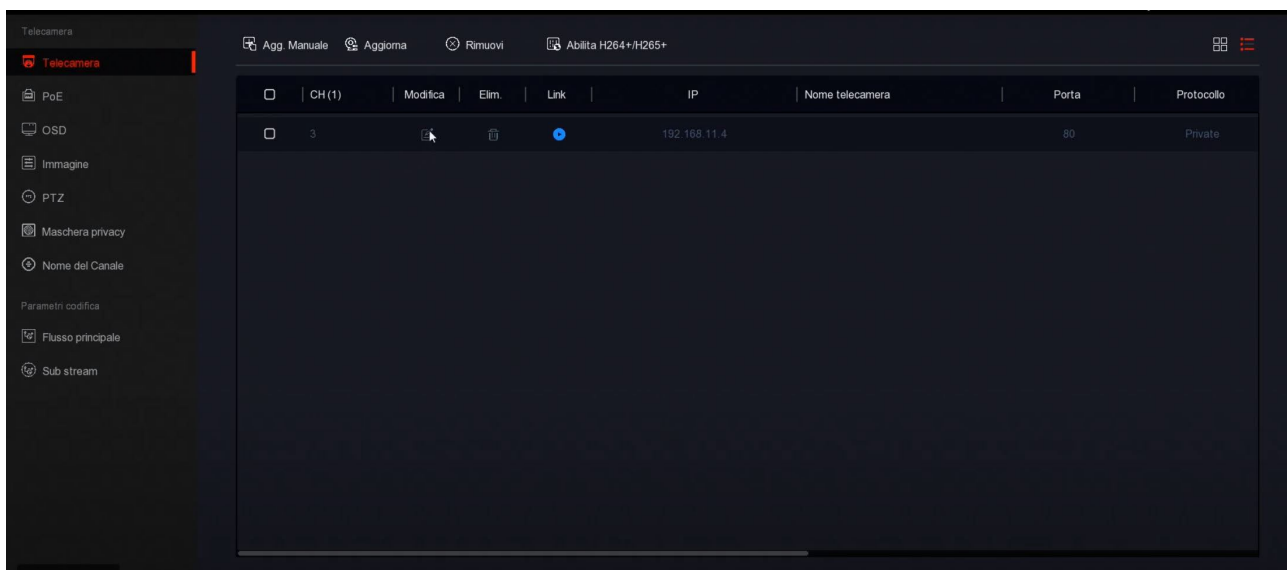 Telecamera
Telecamera
PoE
OSD
Immagine
PTZ
Maschera privacy
Nome del Canale
Parametri codifica
Flusso principale
Sub stream
Agg. Manuale Aggiorna Rimuovi Abilita H264+/H265+
CH (1) Modifica Elim. Link IP Nome telecamera Porta Protocollo
3 192.168.11.4 80 Private